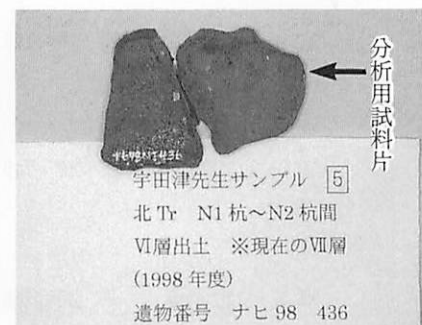 分析用試料片
宇田津先生サンプル 5
北 Tr N1 杭~N2 杭間
Ⅵ層出土 ※現在のⅦ層
(1998 年度)
遺物番号 ナヒ 98 436